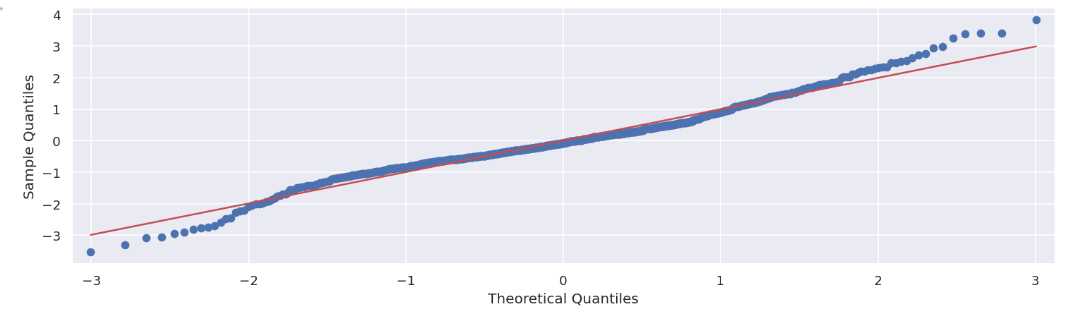 4
3
2
1
0
−1
−2
−3
−3 −2 −1 0 1 2 3
Sample Quantiles
Theoretical Quantiles